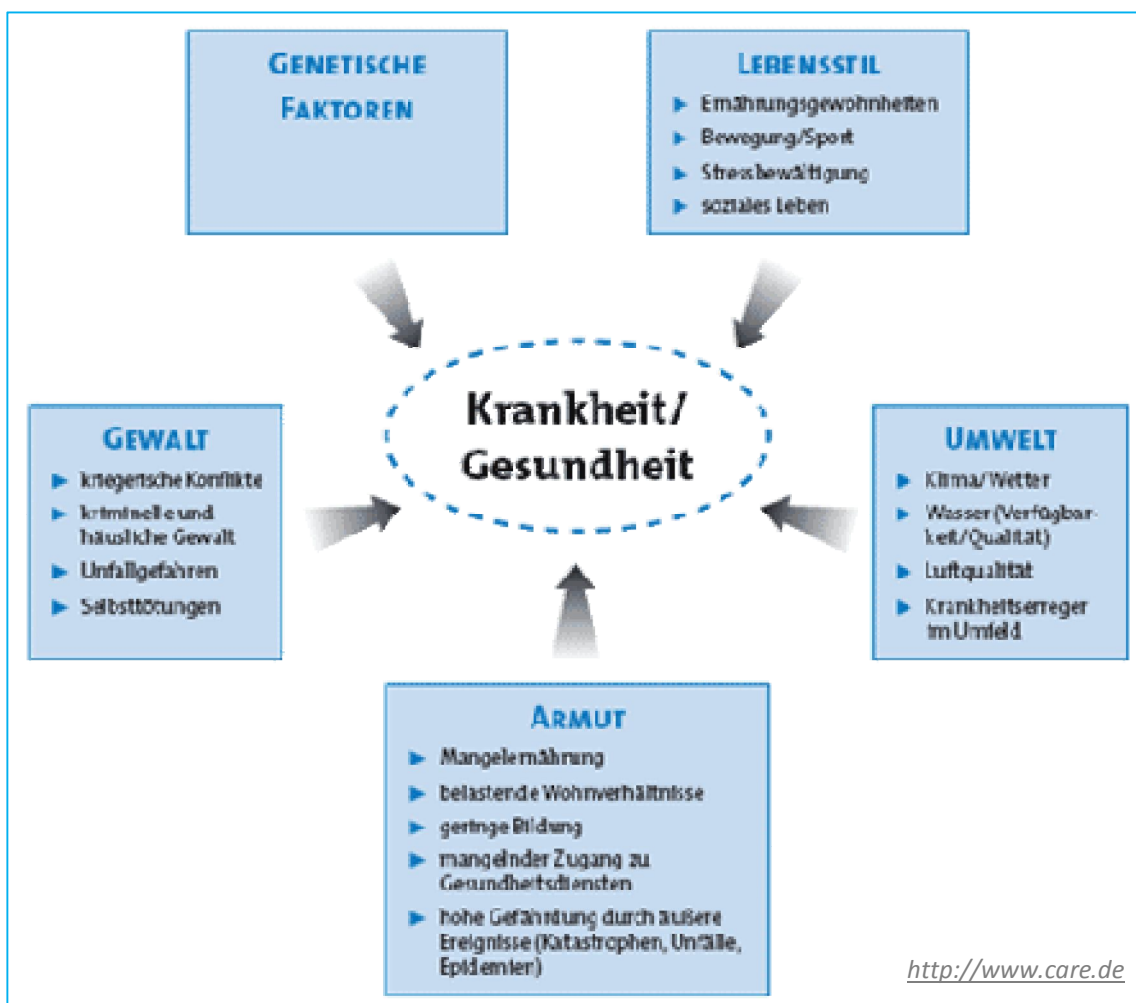 GENETISCHE
FAKTOREN
LEBENSSTIL
▶ Ernährungsgewohnheiten
▶ Bewegung/Sport
▶ Stressbewältigung
▶ soziales Leben
Krankheit/
Gesundheit
GEWALT
▶ kriegerische Konflikte
▶ kriminelle und
häusliche Gewalt
▶ Unfallgefahren
▶ Selbsttötungen
UMWELT
▶ Klima/Wetter
▶ Wasser (Verfügbar-
keit/Qualität)
▶ Luftqualität
▶ Krankheitserreger
im Umfeld
ARMUT
▶ Mangelernährung
▶ belastende Wohnverhältnisse
▶ geringe Bildung
▶ mangelnder Zugang zu
Gesundheitsdiensten
▶ hohe Gefährdung durch äußere
Ereignisse (Katastrophen, Unfälle,
Epidemien)
http://www.care.de